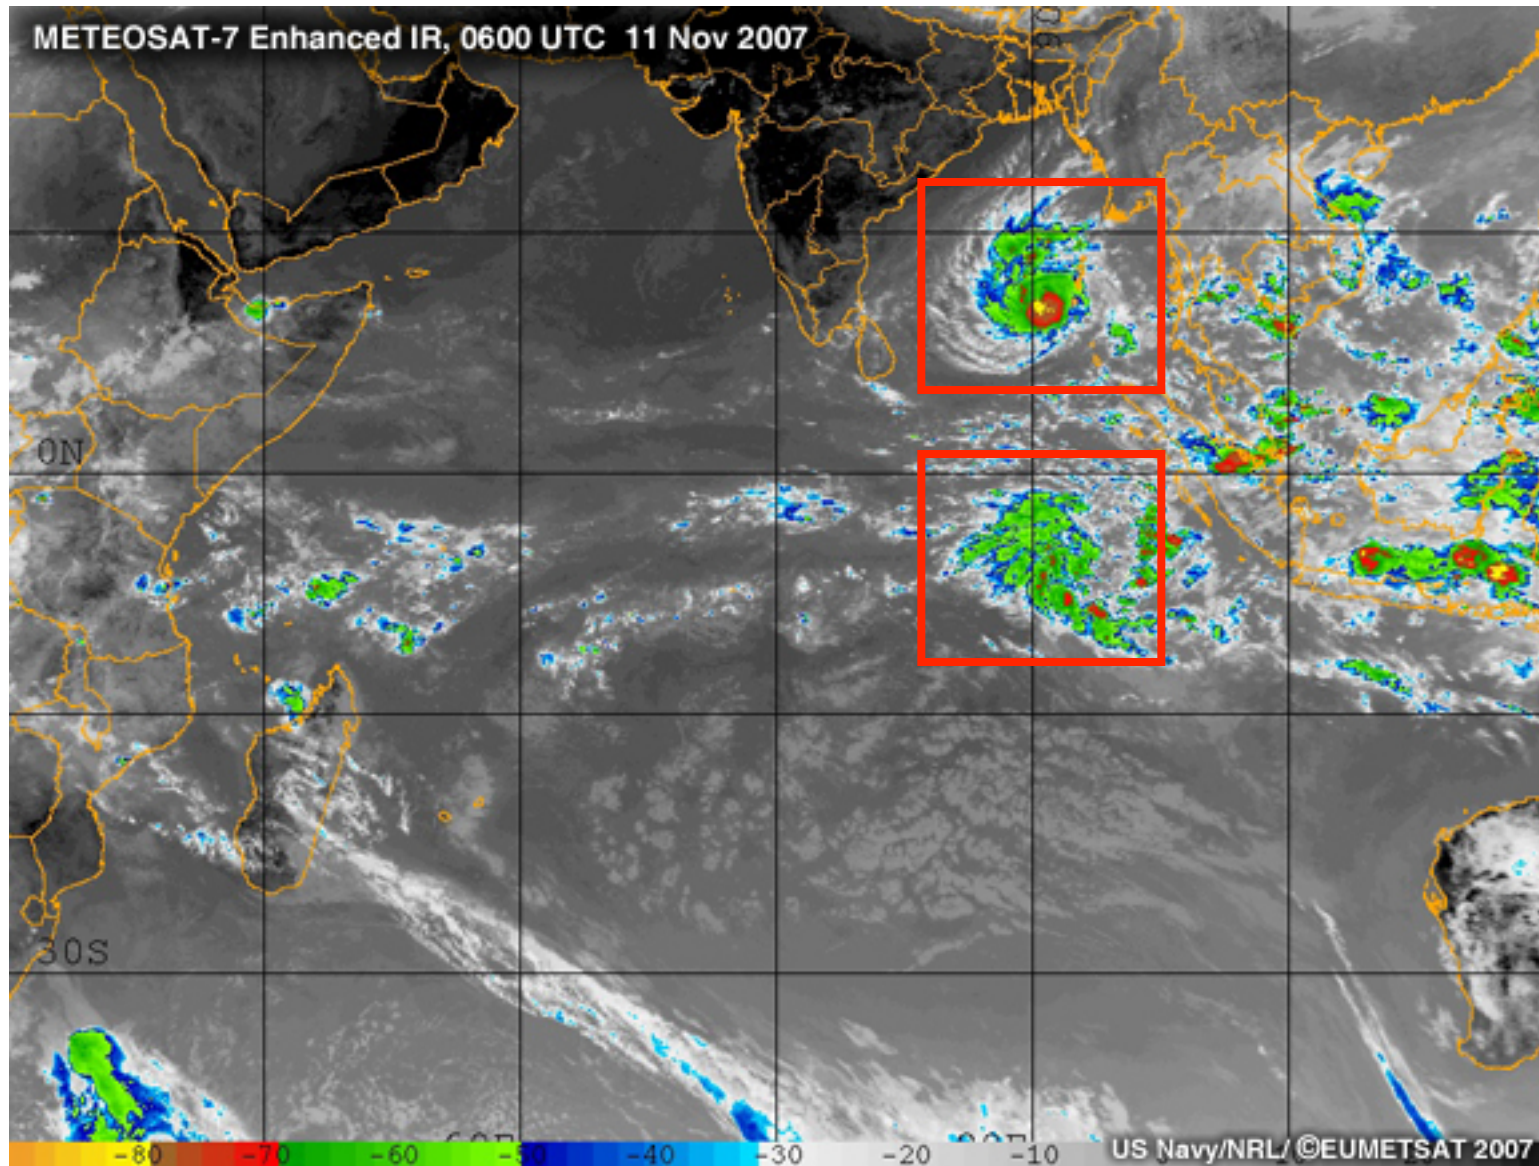 METEOSAT-7 Enhanced IR, 0600 UTC 11 Nov 2007
0N
30S
-80 -70 -60 -50 -40 -30 -20 -10
US Navy/NRL/ ©EUMETSAT 2007